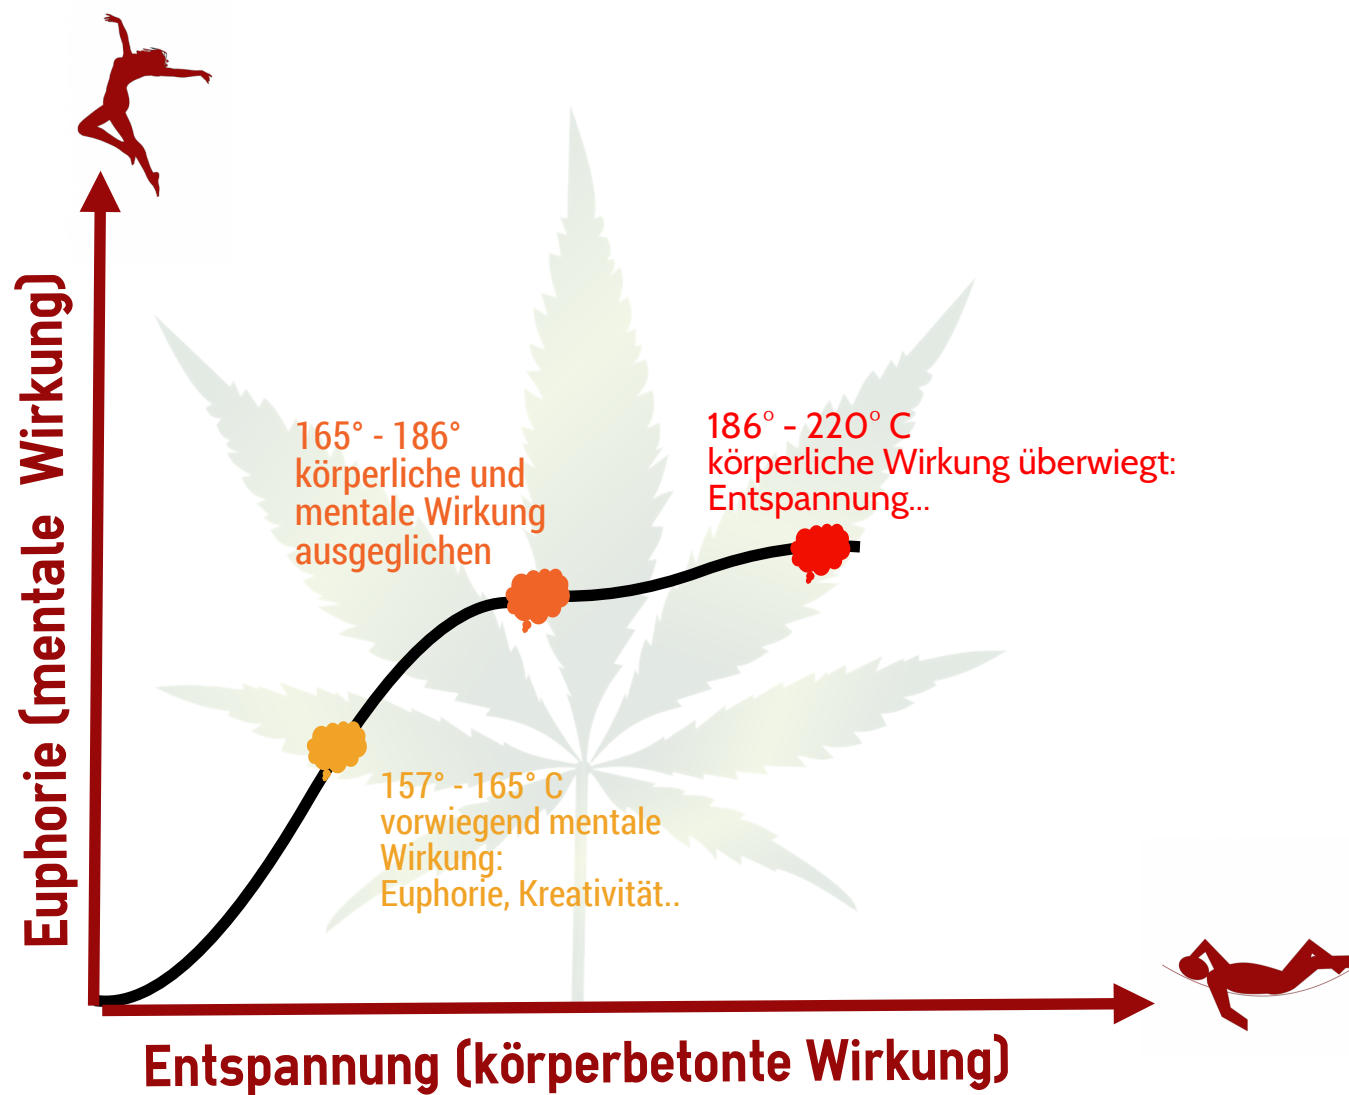 Euphorie (mentale Wirkung)
165° - 186°
körperliche und
mentale Wirkung
ausgeglichen
186° - 220° C
körperliche Wirkung überwiegt:
Entspannung...
157° - 165° C
vorwiegend mentale
Wirkung:
Euphorie, Kreativität..
Entspannung (körperbetonte Wirkung)